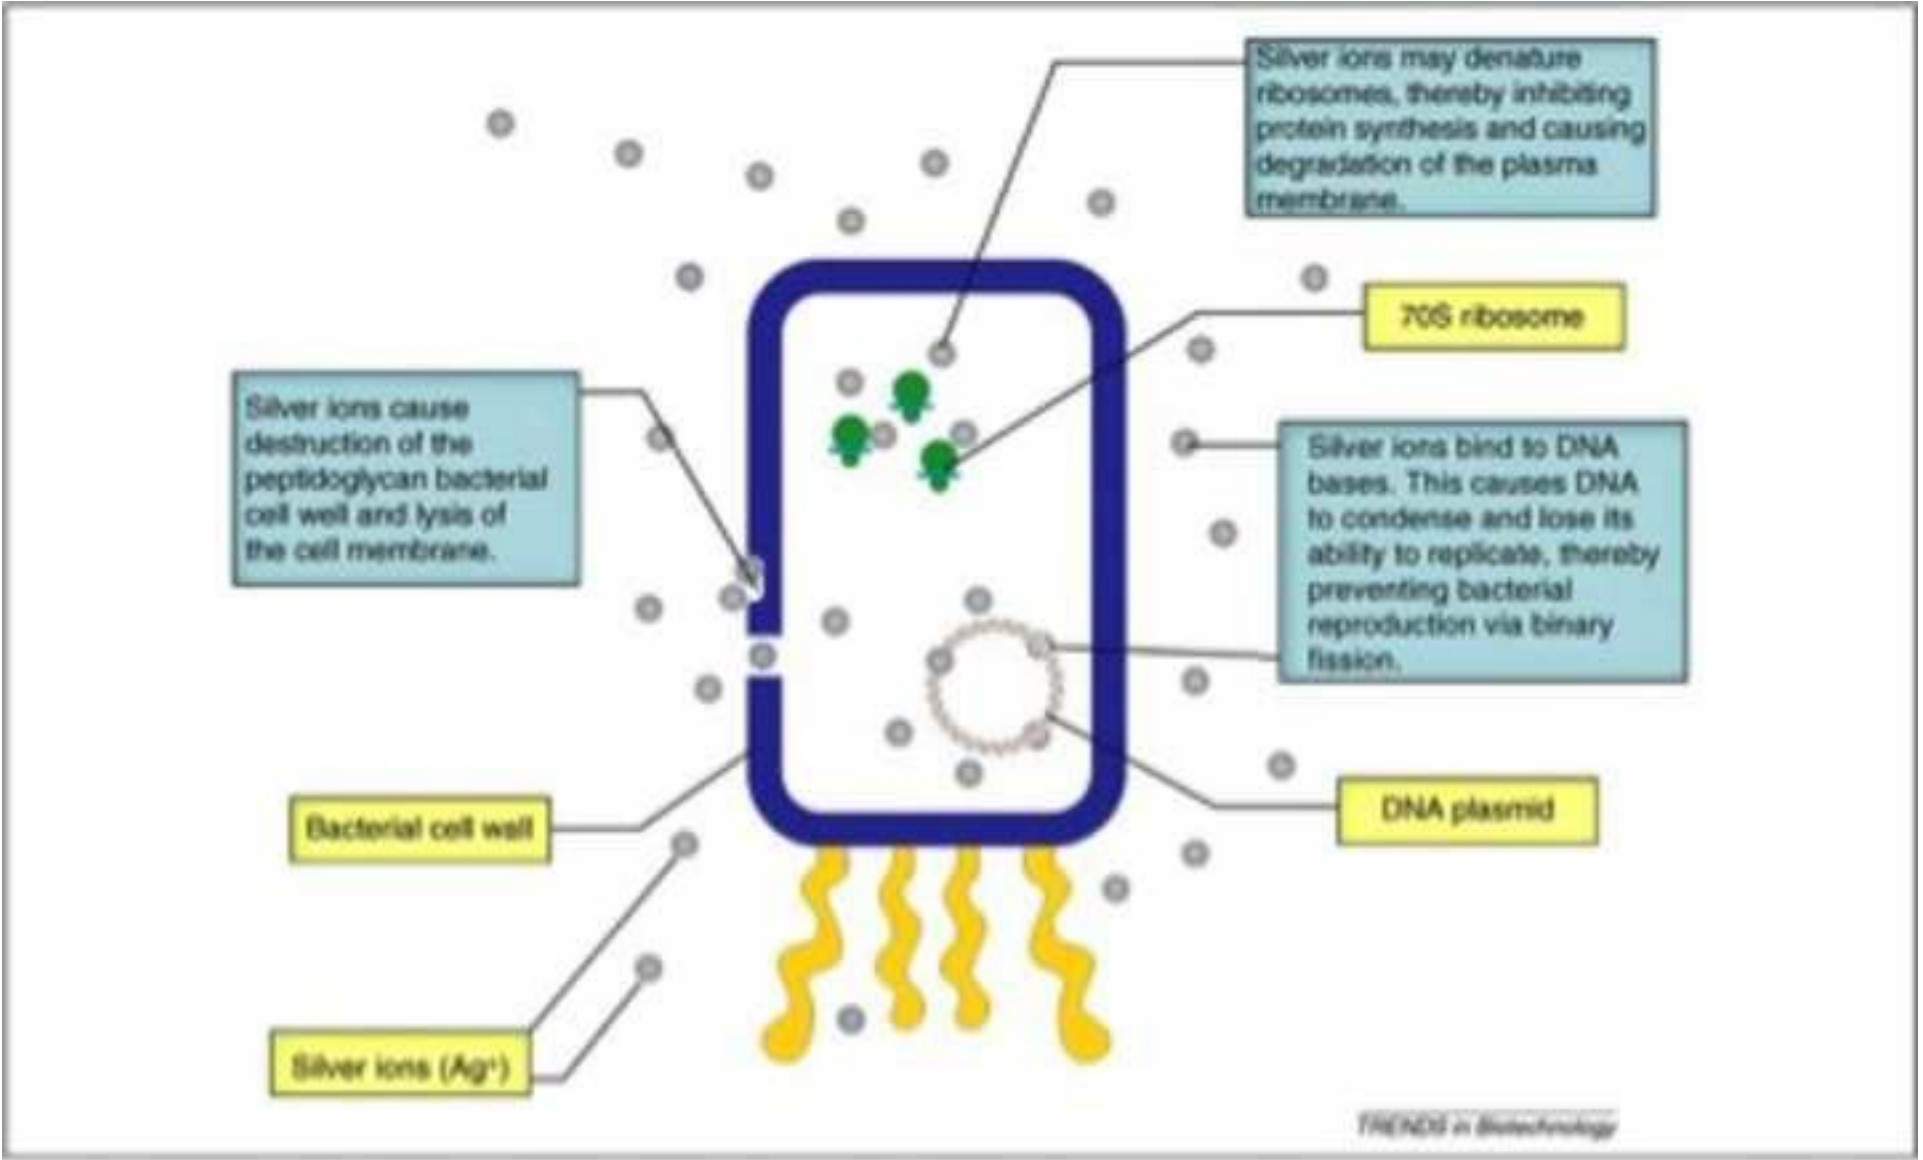 Silver ions may denature
ribosomes, thereby inhibiting
protein synthesis and causing
degradation of the plasma
membrane.
70S ribosome
Silver ions cause
destruction of the
peptidoglycan bacterial
cell well and lysis of
the cell membrane.
Silver ions bind to DNA
bases. This causes DNA
to condense and lose its
ability to replicate, thereby
preventing bacterial
reproduction via binary
fission.
Bacterial cell wall
DNA plasmid
Silver ions (Ag⁺)
TRENDS in Biotechnology